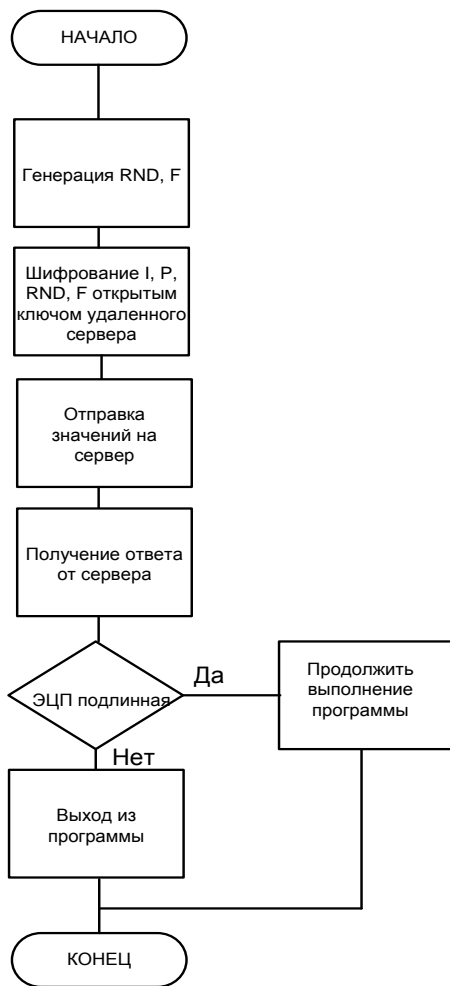 НАЧАЛО
Генерация RND, F
Шифрование I, P,
RND, F открытым
ключом удаленного
сервера
Отправка
значений на
сервер
Получение ответа
от сервера
ЭЦП подлинная
Да
Продолжить
выполнение
программы
Нет
Выход из
программы
КОНЕЦ